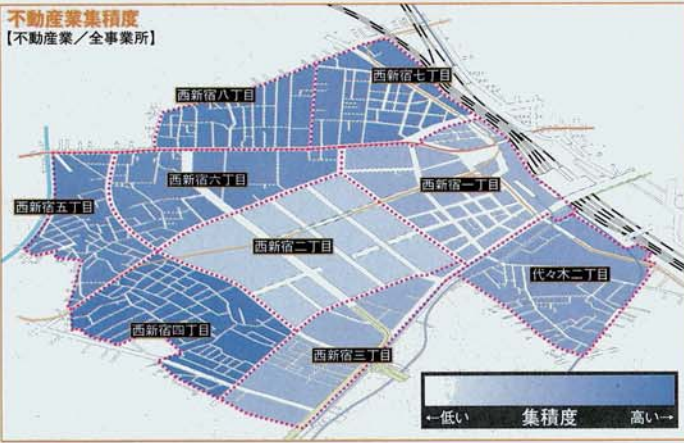 不動産業集積度
【不動産業／全事業所】
西新宿七丁目
西新宿八丁目
西新宿六丁目
西新宿一丁目
西新宿五丁目
西新宿二丁目
代々木二丁目
西新宿四丁目
西新宿三丁目
←低い 集積度 高い→